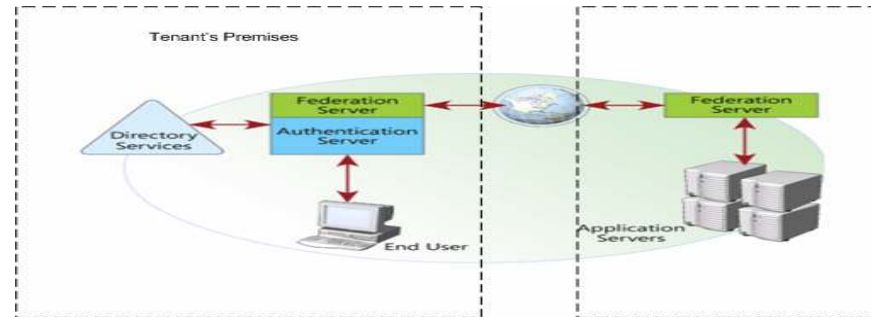 Tenant's Premises
Federation
Server
Federation
Server
Directory
Services
Authentication
Server
End User
Application
Servers